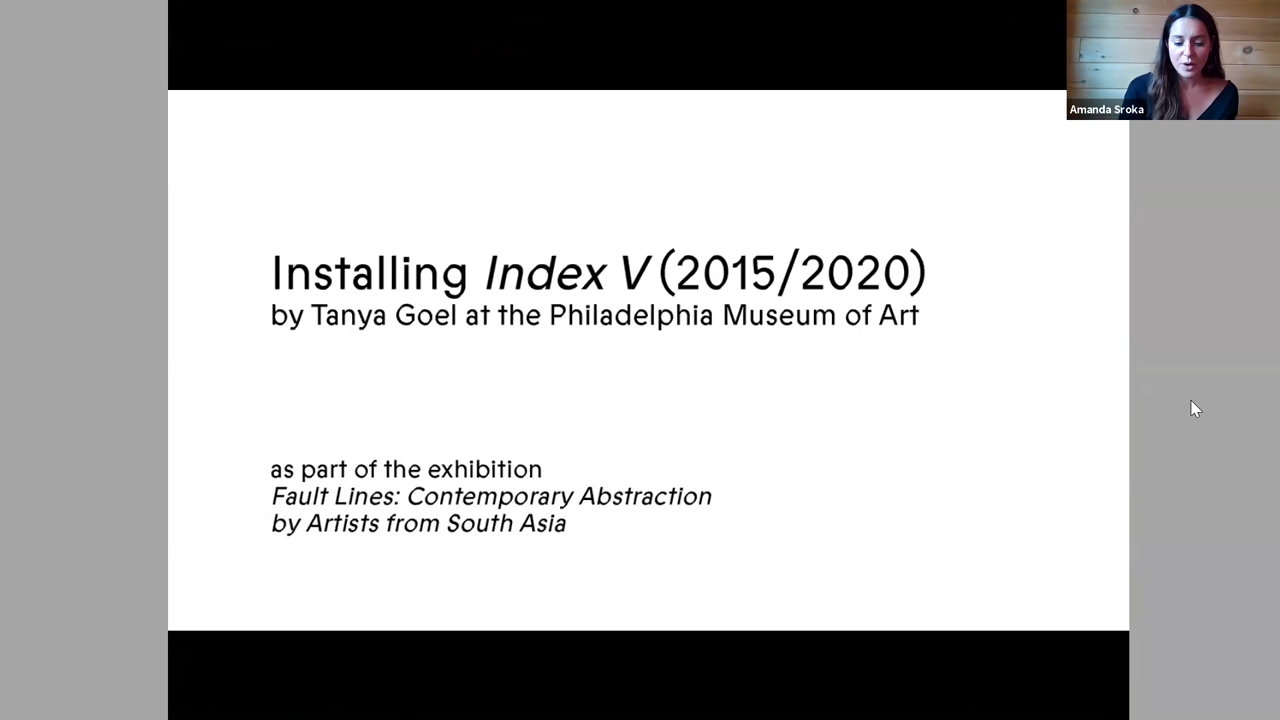 Amanda Sroka
Installing Index V (2015/2020)
by Tanya Goel at the Philadelphia Museum of Art
as part of the exhibition
Fault Lines: Contemporary Abstraction
by Artists from South Asia